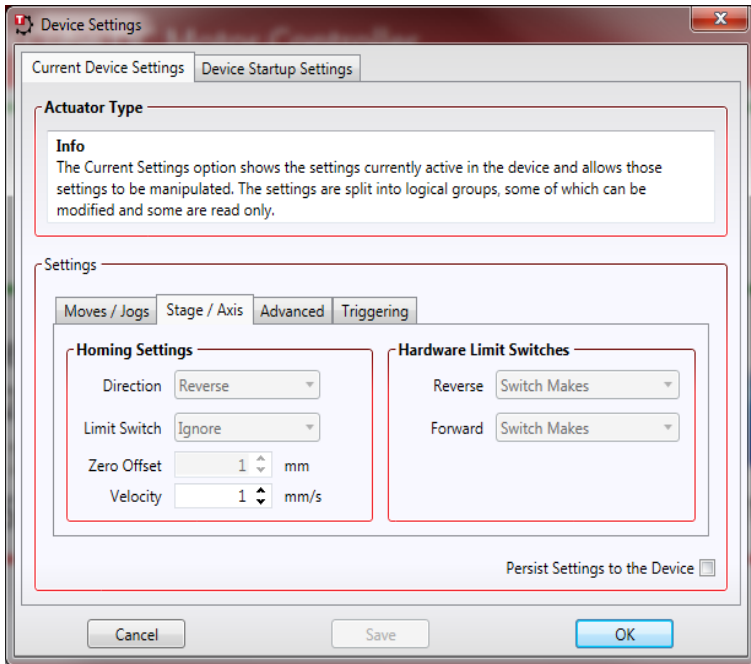 Device Settings
Current Device Settings
Device Startup Settings
Actuator Type
Info
The Current Settings option shows the settings currently active in the device and allows those
settings to be manipulated. The settings are split into logical groups, some of which can be
modified and some are read only.
Settings
Moves / Jogs
Stage / Axis
Advanced
Triggering
Homing Settings
Direction Reverse
Limit Switch Ignore
Zero Offset 1 mm
Velocity 1 mm/s
Hardware Limit Switches
Reverse Switch Makes
Forward Switch Makes
Persist Settings to the Device
Cancel
Save
OK